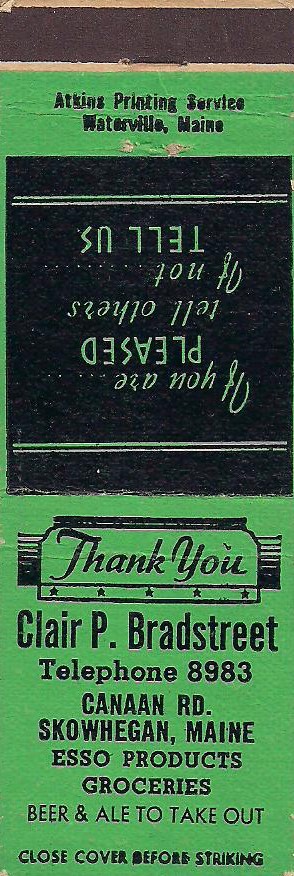 Atkins Printing Service
Waterville, Maine
If you are.....
PLEASED
tell others
If not.........
TELL US
Thank You
Clair P. Bradstreet
Telephone 8983
CANAAN RD.
SKOWHEGAN, MAINE
ESSO PRODUCTS
GROCERIES
BEER & ALE TO TAKE OUT
CLOSE COVER BEFORE STRIKING